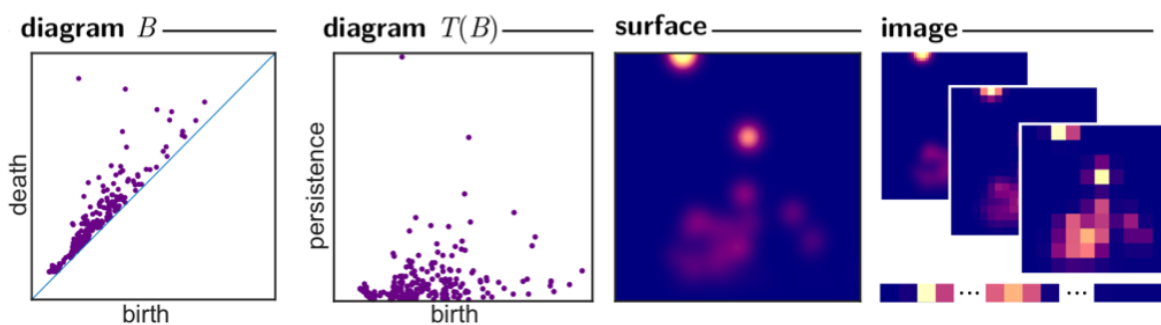 diagram B
diagram T(B)
surface
image
death
birth
persistence
birth
... ...